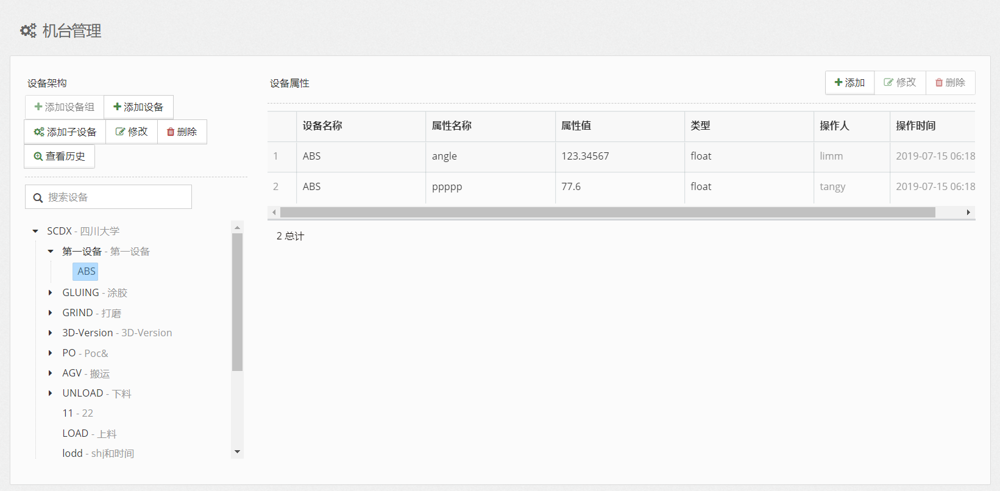 机台管理
设备架构
添加设备组 添加设备
添加子设备 修改 删除
查看历史
搜索设备
SCDX - 四川大学
第一设备 - 第一设备
ABS
GLUING - 涂胶
GRIND - 打磨
3D-Version - 3D-Version
PO - Poc&
AGV - 搬运
UNLOAD - 下料
11 - 22
LOAD - 上料
lodd - shj和时间
设备属性
添加 修改 删除
设备名称 属性名称 属性值 类型 操作人 操作时间
1 ABS angle 123.34567 float limm 2019-07-15 06:18
2 ABS ppppp 77.6 float tangy 2019-07-15 06:18
2 总计